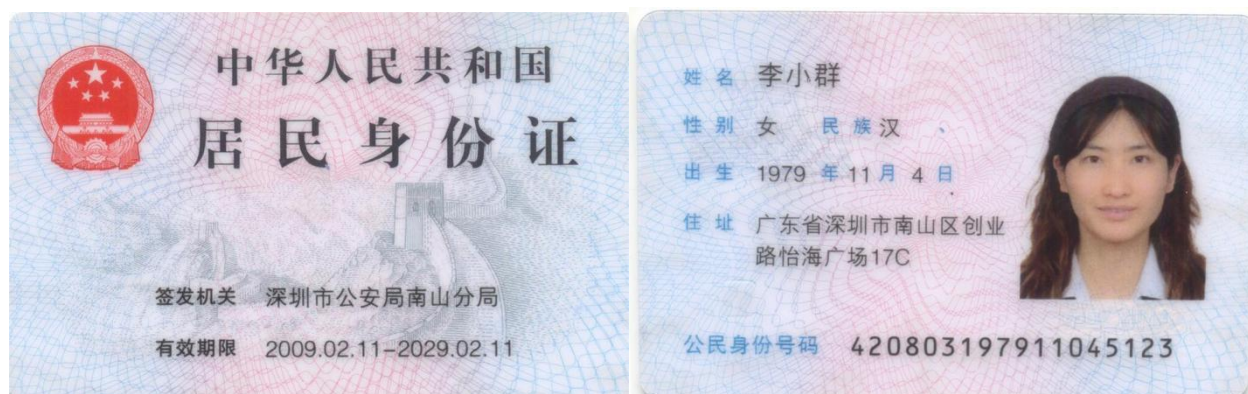 中华人民共和国
居民身份证
签发机关 深圳市公安局南山分局
有效期限 2009.02.11-2029.02.11
姓名 李小群
性别 女 民族 汉
出生 1979 年 11 月 4 日
住址 广东省深圳市南山区创业
路怡海广场17C
公民身份号码 420803197911045123